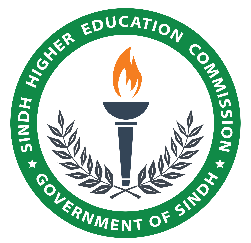 SINDH HIGHER EDUCATION COMMISSION
GOVERNMENT OF SINDH